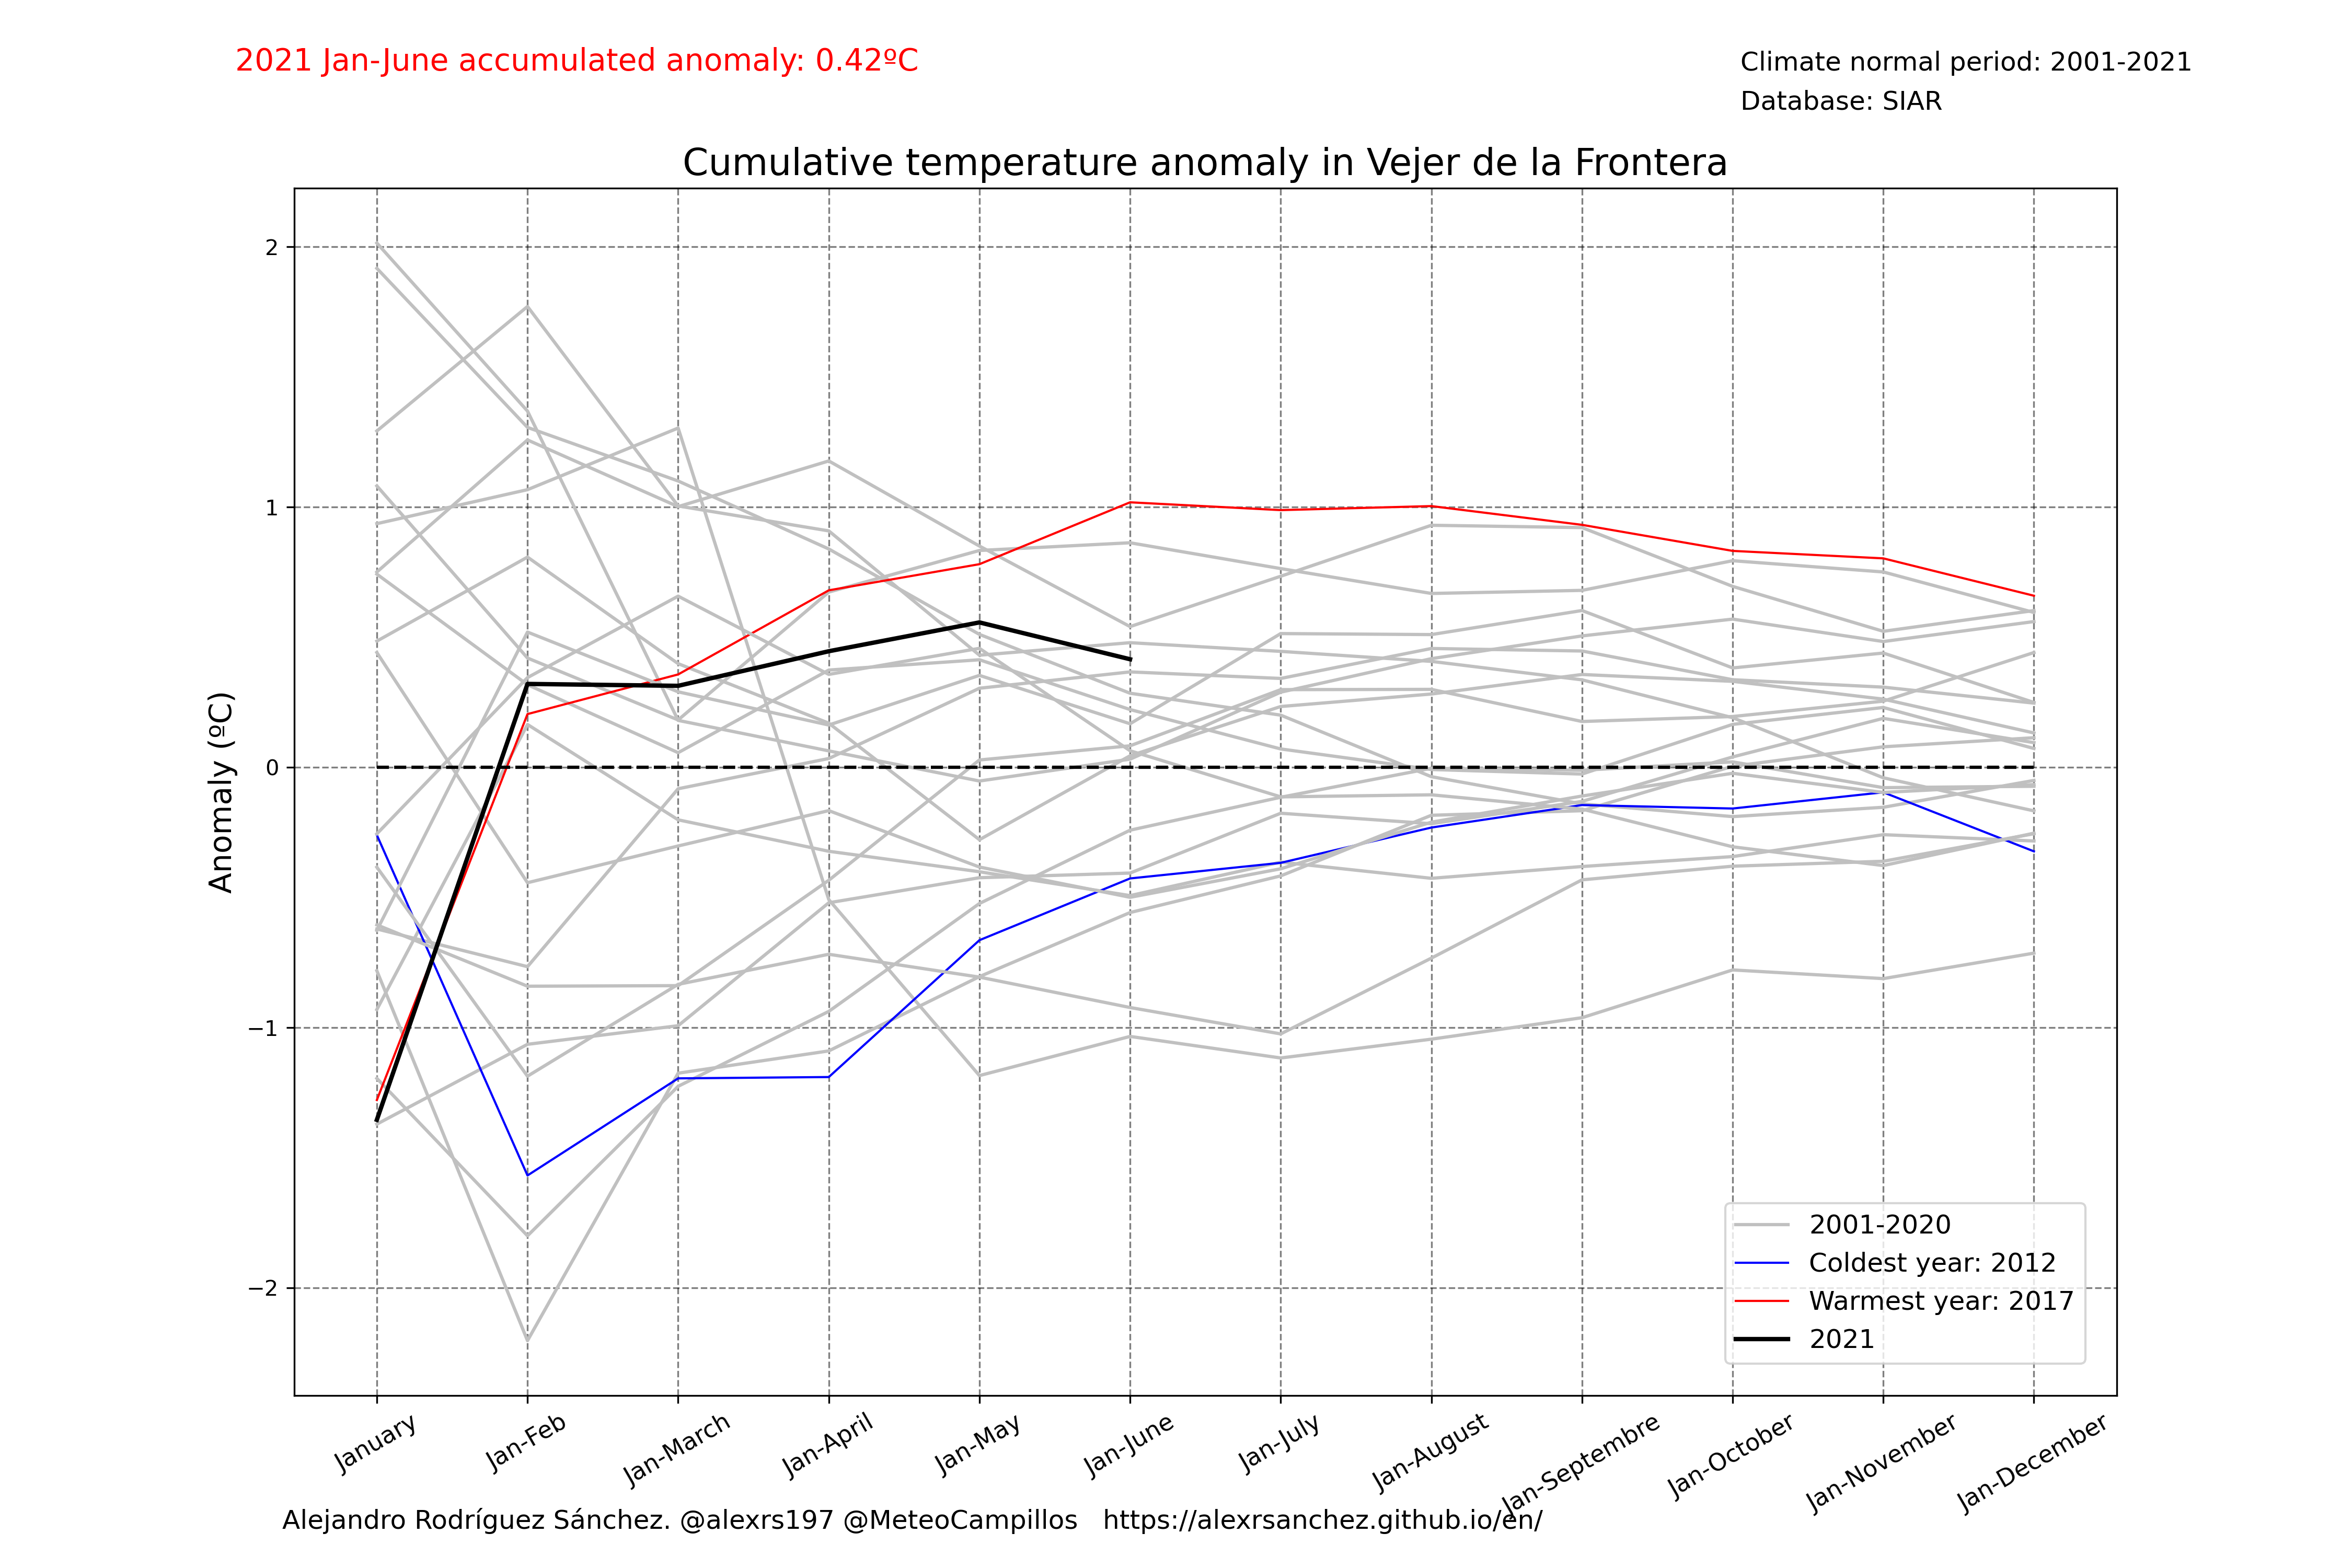 2021 Jan-June accumulated anomaly: 0.42ºC
Climate normal period: 2001-2021
Database: SIAR
Cumulative temperature anomaly in Vejer de la Frontera
Anomaly (ºC)
2
1
0
−1
−2
2001-2020
Coldest year: 2012
Warmest year: 2017
2021
January
Jan-Feb
Jan-March
Jan-April
Jan-May
Jan-June
Jan-July
Jan-August
Jan-Septembre
Jan-October
Jan-November
Jan-December
Alejandro Rodríguez Sánchez. @alexrs197 @MeteoCampillos https://alexrsanchez.github.io/en/